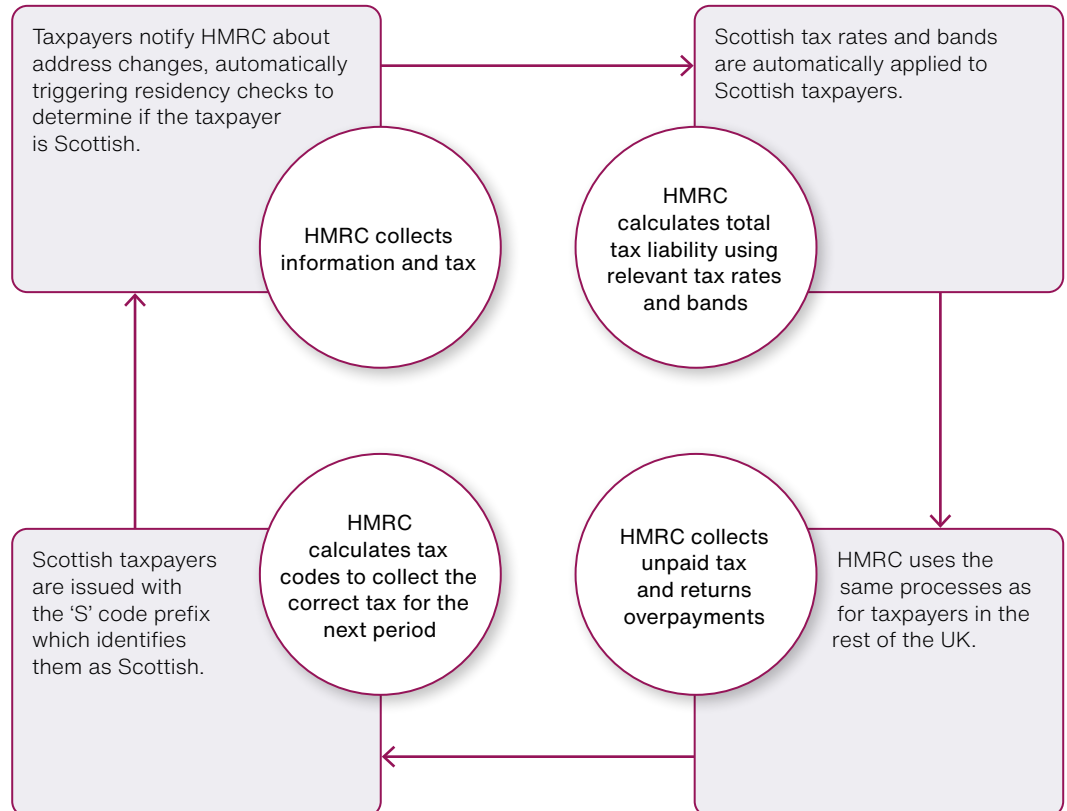 Taxpayers notify HMRC about
address changes, automatically
triggering residency checks to
determine if the taxpayer
is Scottish.
HMRC collects
information and tax
Scottish tax rates and bands
are automatically applied to
Scottish taxpayers.
HMRC
calculates total
tax liability using
relevant tax rates
and bands
HMRC uses the
same processes as
for taxpayers in the
rest of the UK.
HMRC collects
unpaid tax
and returns
overpayments
Scottish taxpayers
are issued with
the ‘S’ code prefix
which identifies
them as Scottish.
HMRC
calculates tax
codes to collect the
correct tax for the
next period